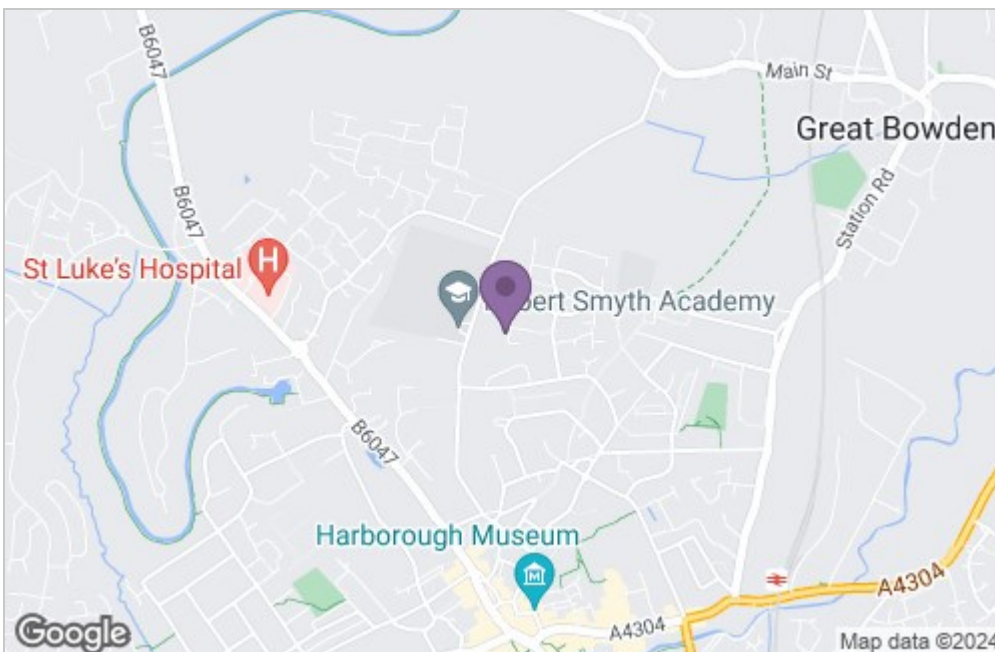 B6047
Main St
Great Bowden
B6047
Station Rd
St Luke's Hospital
H
bert Smyth Academy
B6047
Harborough Museum
M
A4304
A4304
Google
Map data ©2024